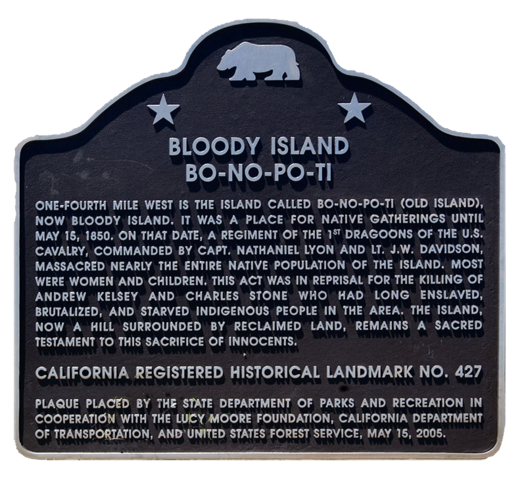 BLOODY ISLAND
BO-NO-PO-TI
ONE-FOURTH MILE WEST IS THE ISLAND CALLED BO-NO-PO-TI (OLD ISLAND),
NOW BLOODY ISLAND. IT WAS A PLACE FOR NATIVE GATHERINGS UNTIL
MAY 15, 1850. ON THAT DATE, A REGIMENT OF THE 1ST DRAGOONS OF THE U.S.
CAVALRY, COMMANDED BY CAPT. NATHANIEL LYON AND LT. J.W. DAVIDSON,
MASSACRED NEARLY THE ENTIRE NATIVE POPULATION OF THE ISLAND. MOST
WERE WOMEN AND CHILDREN. THIS ACT WAS IN REPRISAL FOR THE KILLING OF
ANDREW KELSEY AND CHARLES STONE WHO HAD LONG ENSLAVED,
BRUTALIZED, AND STARVED INDIGENOUS PEOPLE IN THE AREA. THE ISLAND,
NOW A HILL SURROUNDED BY RECLAIMED LAND, REMAINS A SACRED
TESTAMENT TO THIS SACRIFICE OF INNOCENTS.
CALIFORNIA REGISTERED HISTORICAL LANDMARK NO. 427
PLAQUE PLACED BY THE STATE DEPARTMENT OF PARKS AND RECREATION IN
COOPERATION WITH THE LUCY MOORE FOUNDATION, CALIFORNIA DEPARTMENT
OF TRANSPORTATION, AND UNITED STATES FOREST SERVICE, MAY 15, 2005.